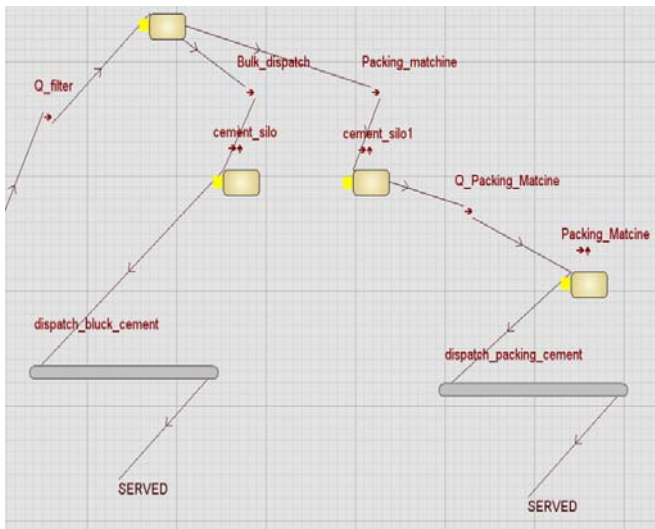 Bulk_dispatch
Packing_matchine
Q_filter
cement_silo
cement_silo1
Q_Packing_Matcine
Packing_Matcine
dispatch_bluck_cement
dispatch_packing_cement
SERVED
SERVED